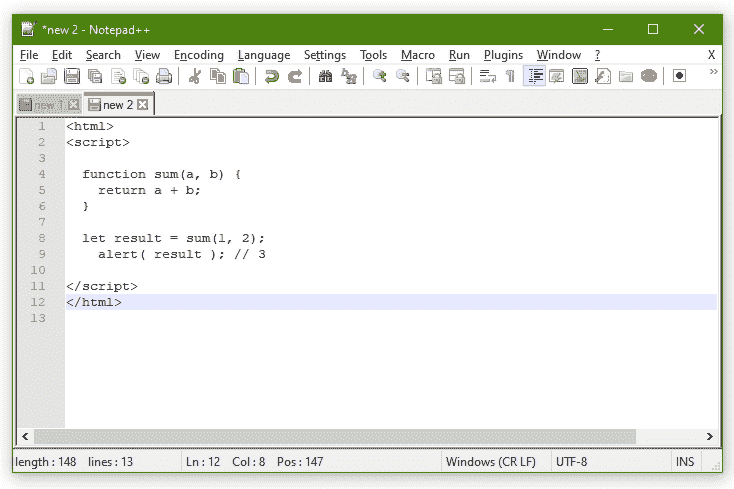 *new 2 - Notepad++
File Edit Search View Encoding Language Settings Tools Macro Run Plugins Window ? X
new 1 new 2
1 <html>
2 <script>
3
4 function sum(a, b) {
5 return a + b;
6 }
7
8 let result = sum(1, 2);
9 alert( result ); // 3
10
11 </script>
12 </html>
13
length : 148 lines : 13 Ln : 12 Col : 8 Pos : 147 Windows (CR LF) UTF-8 INS